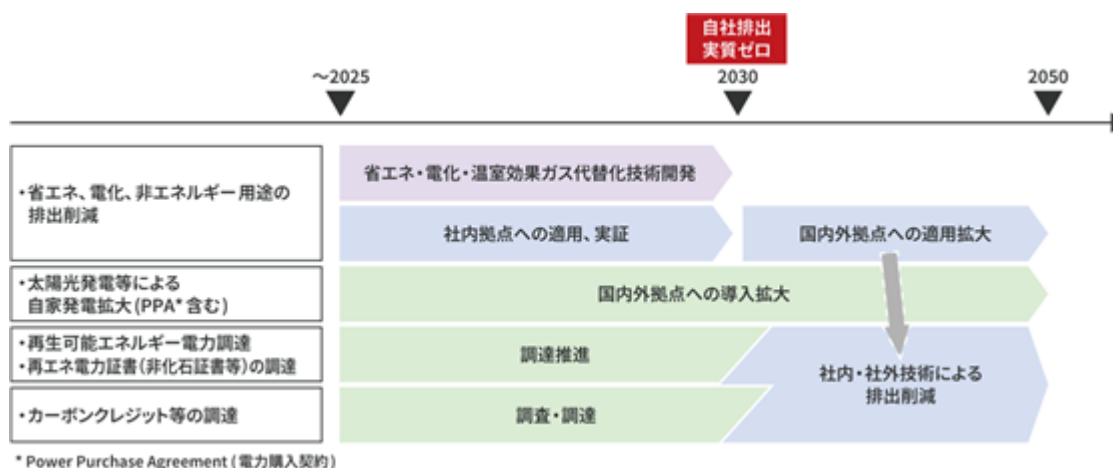 自社排出
実質ゼロ
～2025
2030
2050
・省エネ、電化、非エネルギー用途の
排出削減
省エネ・電化・温室効果ガス代替化技術開発
社内拠点への適用、実証
国内外拠点への適用拡大
・太陽光発電等による
自家発電拡大(PPA*含む)
国内外拠点への導入拡大
・再生可能エネルギー電力調達
・再エネ電力証書(非化石証書等)の調達
調達推進
社内・社外技術による
排出削減
・カーボンクレジット等の調達
調査・調達
* Power Purchase Agreement (電力購入契約)